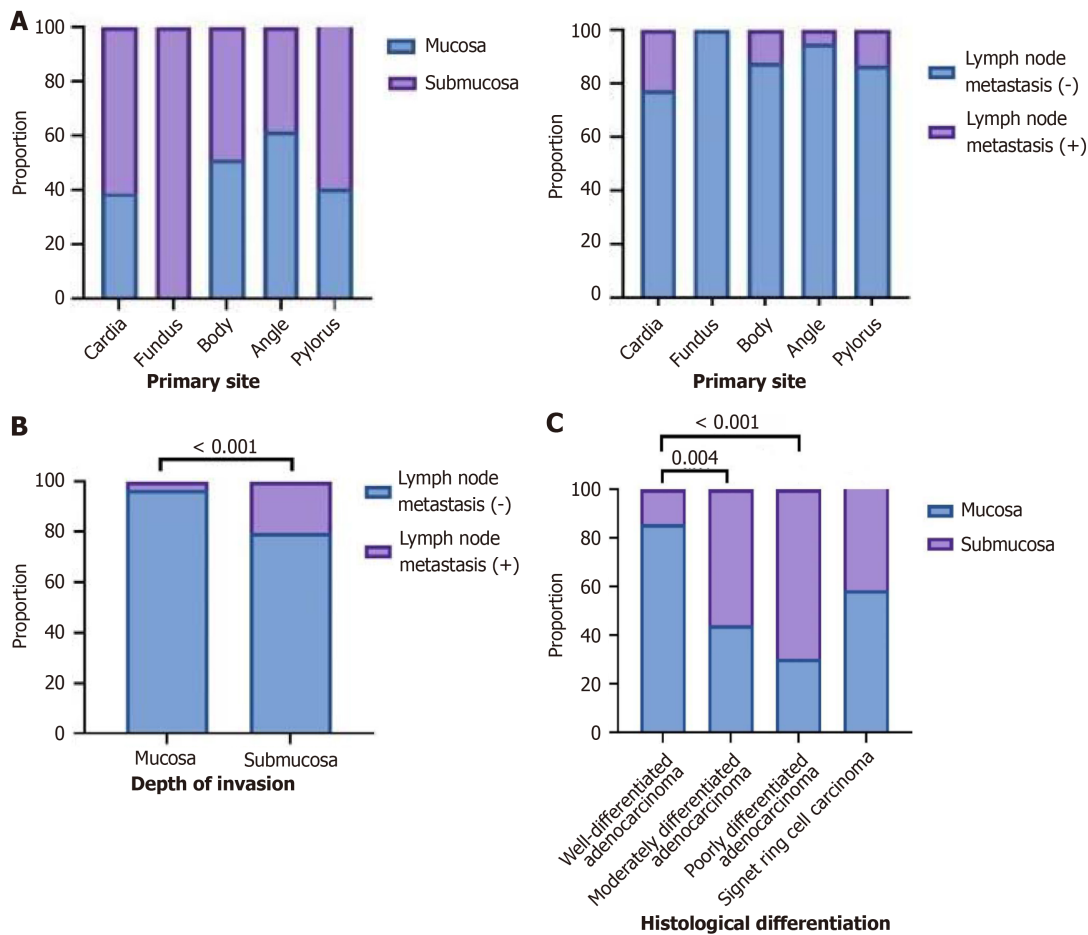 A
100
80
60
40
20
0
Proportion
Cardia
Fundus
Body
Angle
Pylorus
Primary site
Mucosa
Submucosa
100
80
60
40
20
0
Proportion
Cardia
Fundus
Body
Angle
Pylorus
Primary site
Lymph node
metastasis (-)
Lymph node
metastasis (+)
B
< 0.001
100
80
60
40
20
0
Proportion
Mucosa
Submucosa
Depth of invasion
Lymph node
metastasis (-)
Lymph node
metastasis (+)
C
< 0.001
0.004
100
80
60
40
20
0
Proportion
Well-differentiated
adenocarcinoma
Moderately differentiated
adenocarcinoma
Poorly differentiated
adenocarcinoma
Signet ring cell carcinoma
Histological differentiation
Mucosa
Submucosa